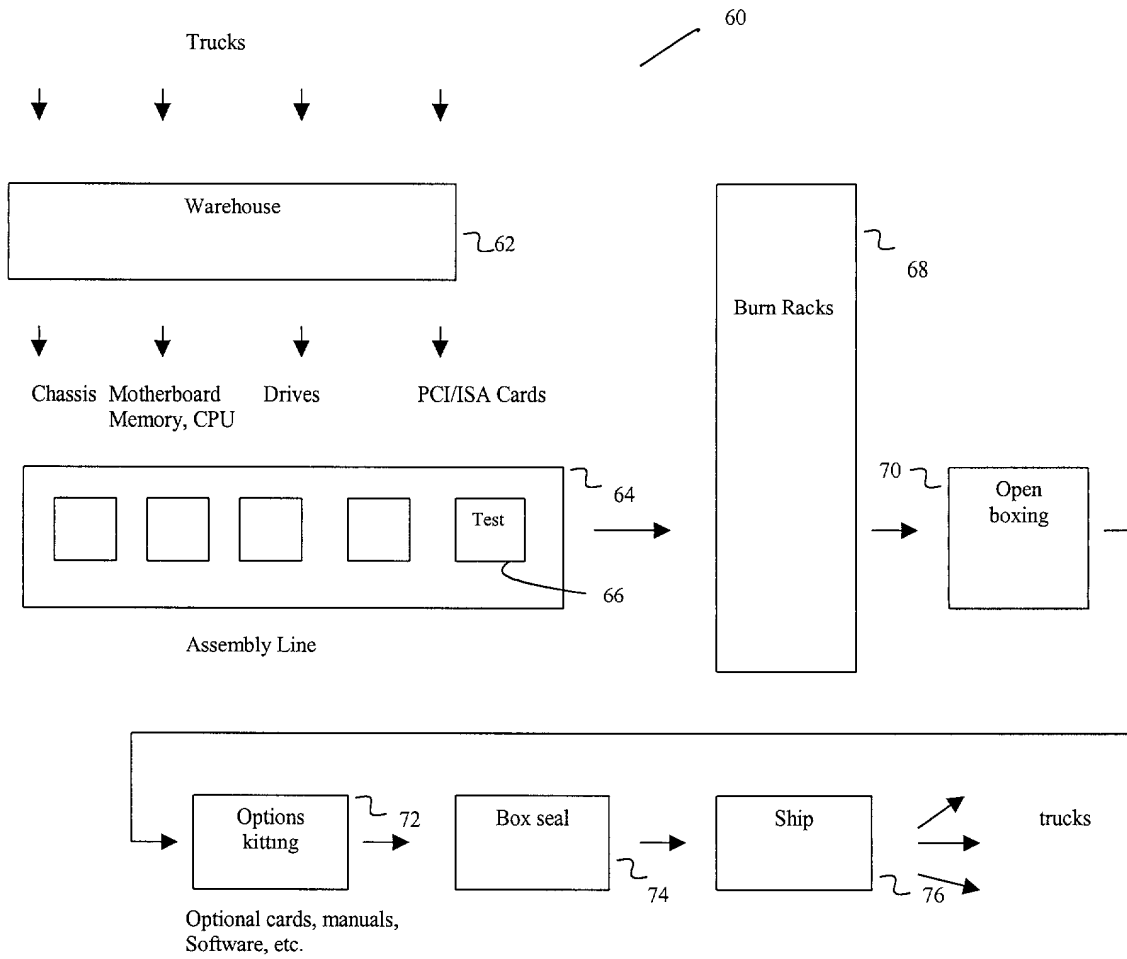 60
Trucks
Warehouse
62
68
Burn Racks
Chassis
Motherboard
Memory, CPU
Drives
PCI/ISA Cards
64
Test
66
Assembly Line
70
Open
boxing
Options
kitting
72
Box seal
74
Ship
76
trucks
Optional cards, manuals,
Software, etc.